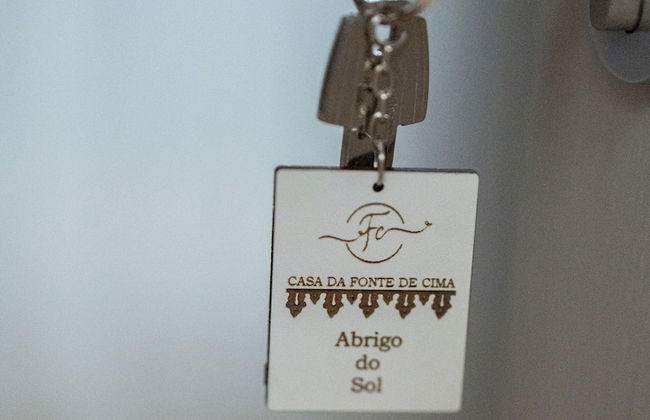 Fc
CASA DA FONTE DE CIMA
Abrigo
do
Sol